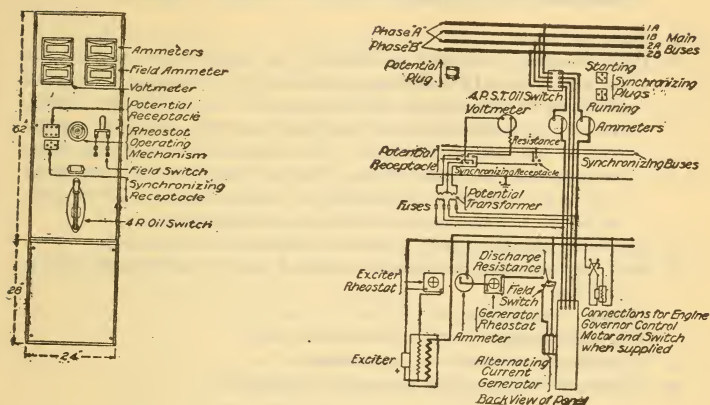 62"
28"
24"
Ammeters
Field Ammeter
Voltmeter
Potential
Receptacle
Rheostat
Operating
Mechanism
Field Switch
Synchronizing
Receptacle
4 P. Oil Switch
Phase "A"
Phase "B"
1A
1B
2A
2B
Main
Buses
Potential
Plug
4.P.S.T. Oil Switch
Voltmeter
Starting
Synchronizing
Plugs
Running
Ammeters
Resistance
Potential
Receptacle
Synchronizing Receptacle
Synchronizing Buses
Fuses
Potential
Transformer
Exciter
Rheostat
Discharge
Resistance
Field
Switch
Generator
Rheostat
Ammeter
Exciter
+
Alternating
Current
Generator
Connections for Engine
Governor Control
Motor and Switch
when supplied
Back View of Panel